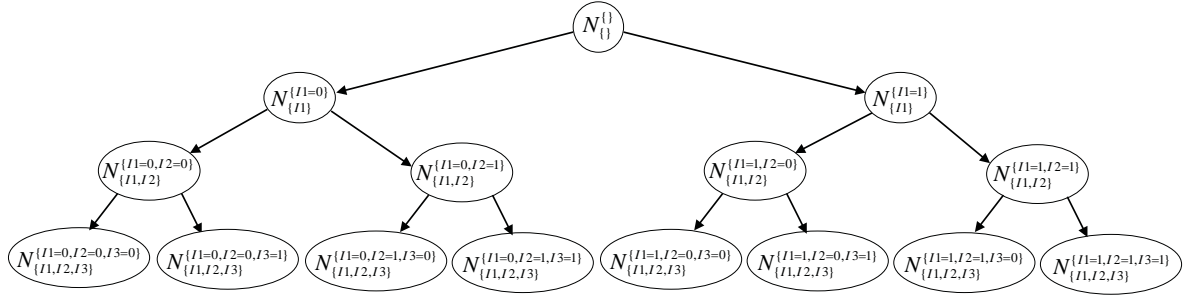 N{}{}
N{I1=0}{I1}
N{I1=1}{I1}
N{I1=0,I2=0}{I1,I2}
N{I1=0,I2=1}{I1,I2}
N{I1=1,I2=0}{I1,I2}
N{I1=1,I2=1}{I1,I2}
N{I1=0,I2=0,I3=0}{I1,I2,I3}
N{I1=0,I2=0,I3=1}{I1,I2,I3}
N{I1=0,I2=1,I3=0}{I1,I2,I3}
N{I1=0,I2=1,I3=1}{I1,I2,I3}
N{I1=1,I2=0,I3=0}{I1,I2,I3}
N{I1=1,I2=0,I3=1}{I1,I2,I3}
N{I1=1,I2=1,I3=0}{I1,I2,I3}
N{I1=1,I2=1,I3=1}{I1,I2,I3}